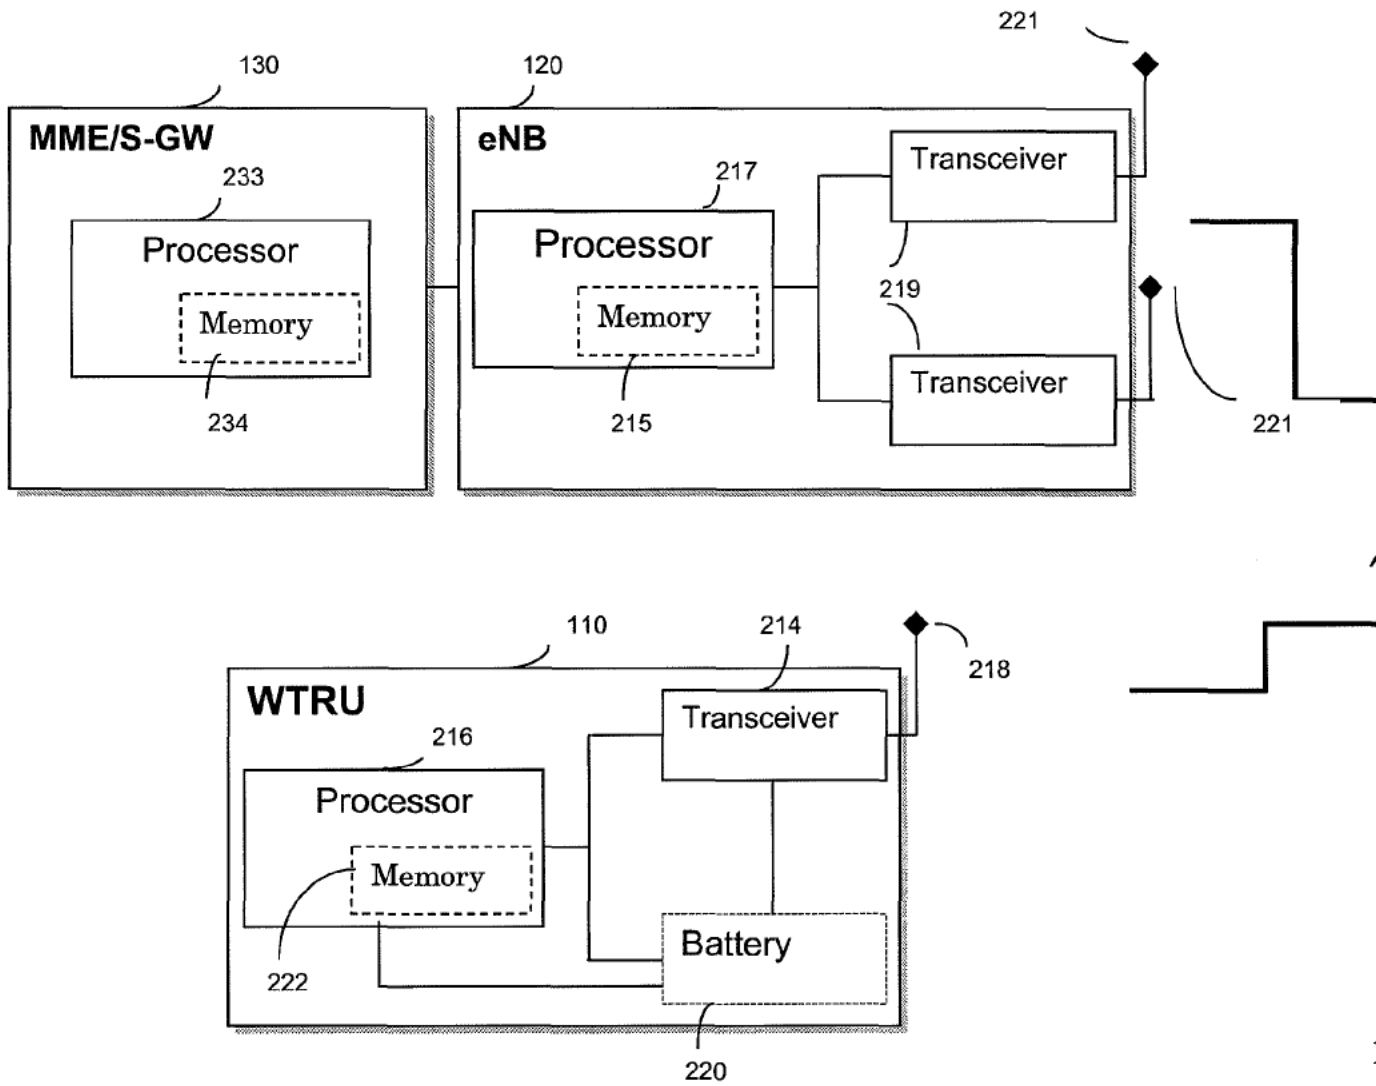 221
130
120
MME/S-GW
eNB
Transceiver
233
217
Processor
Processor
219
Memory
Memory
Transceiver
234
215
221
110
214
218
WTRU
Transceiver
216
Processor
Memory
Battery
222
220